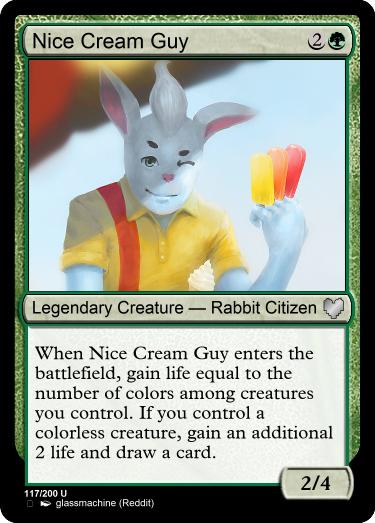 Nice Cream Guy 2
Legendary Creature — Rabbit Citizen
When Nice Cream Guy enters the
battlefield, gain life equal to the
number of colors among creatures
you control. If you control a
colorless creature, gain an additional
2 life and draw a card.
2/4
117/200 U
glassmachine (Reddit)